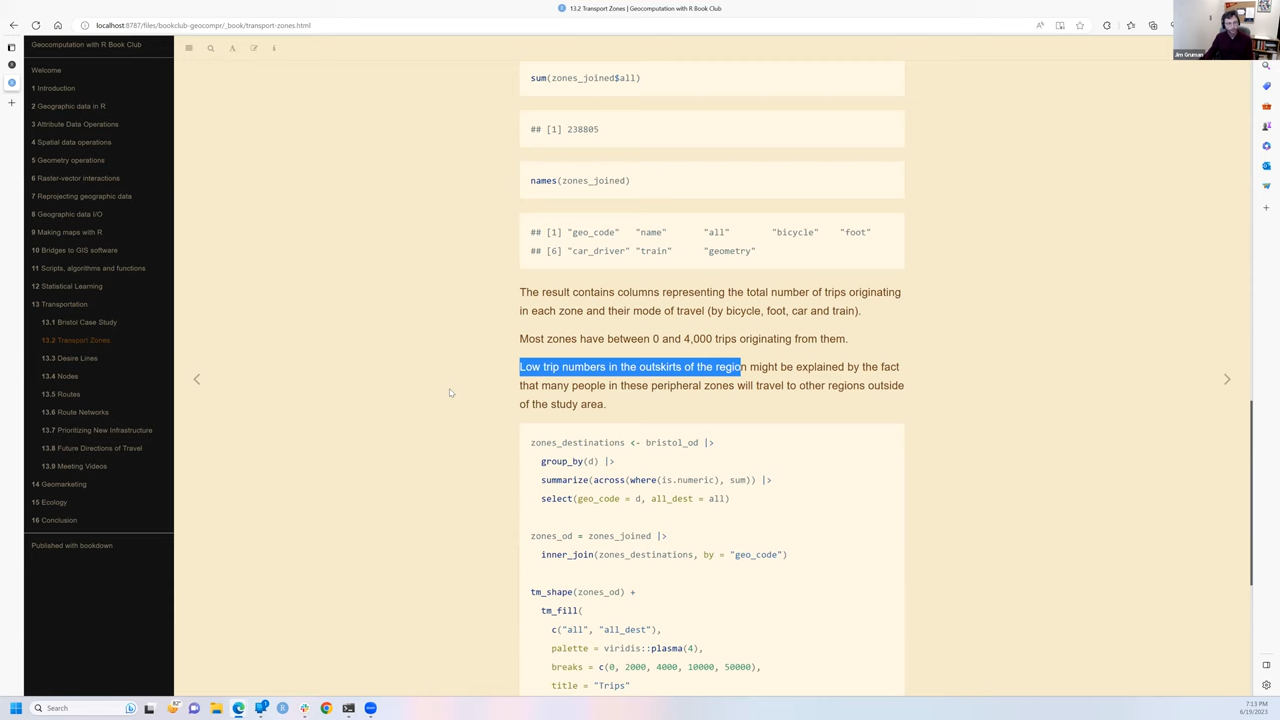 13.2 Transport Zones | Geocomputation with R Book Club
localhost:8787/files/bookclub-geocompr/_book/transport-zones.html
Jim Gruman
Geocomputation with R Book Club
Welcome
1 Introduction
2 Geographic data in R
3 Attribute Data Operations
4 Spatial data operations
5 Geometry operations
6 Raster-vector interactions
7 Reprojecting geographic data
8 Geographic data I/O
9 Making maps with R
10 Bridges to GIS software
11 Scripts, algorithms and functions
12 Statistical Learning
13 Transportation
13.1 Bristol Case Study
13.2 Transport Zones
13.3 Desire Lines
13.4 Nodes
13.5 Routes
13.6 Route Networks
13.7 Prioritizing New Infrastructure
13.8 Future Directions of Travel
13.9 Meeting Videos
14 Geomarketing
15 Ecology
16 Conclusion
Published with bookdown
sum(zones_joined$all)
## [1] 238805
names(zones_joined)
## [1] "geo_code" "name" "all" "bicycle" "foot"
## [6] "car_driver" "train" "geometry"
The result contains columns representing the total number of trips originating
in each zone and their mode of travel (by bicycle, foot, car and train).
Most zones have between 0 and 4,000 trips originating from them.
Low trip numbers in the outskirts of the region might be explained by the fact
that many people in these peripheral zones will travel to other regions outside
of the study area.
zones_destinations <- bristol_od |>
group_by(d) |>
summarize(across(where(is.numeric), sum)) |>
select(geo_code = d, all_dest = all)
zones_od = zones_joined |>
inner_join(zones_destinations, by = "geo_code")
tm_shape(zones_od) +
tm_fill(
c("all", "all_dest"),
palette = viridis::plasma(4),
breaks = c(0, 2000, 4000, 10000, 50000),
title = "Trips"
Search
82°
7:13 PM
6/19/2023